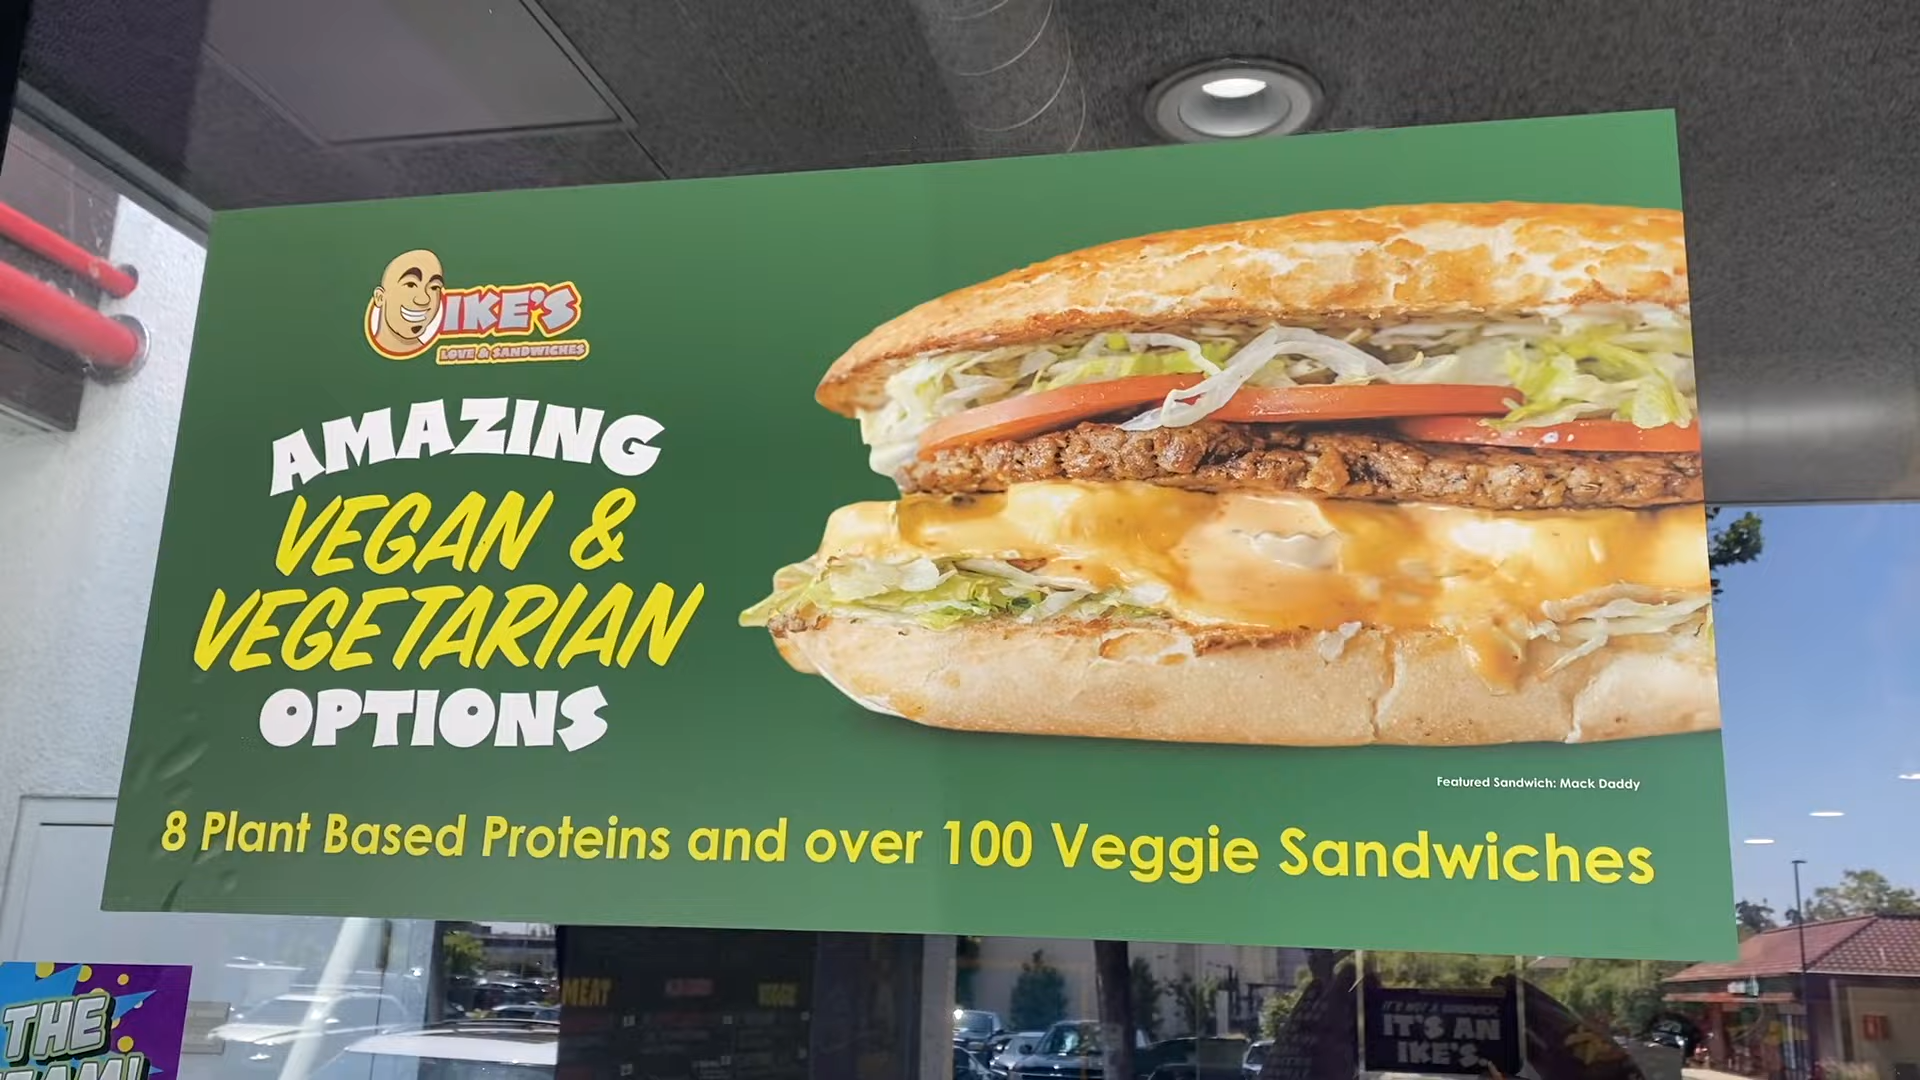 IKE'S
LOVE & SANDWICHES
AMAZING
VEGAN &
VEGETARIAN
OPTIONS
Featured Sandwich: Mack Daddy
8 Plant Based Proteins and over 100 Veggie Sandwiches
THE
MEAT
VEGGIE
IT'S AN
IKE'S.